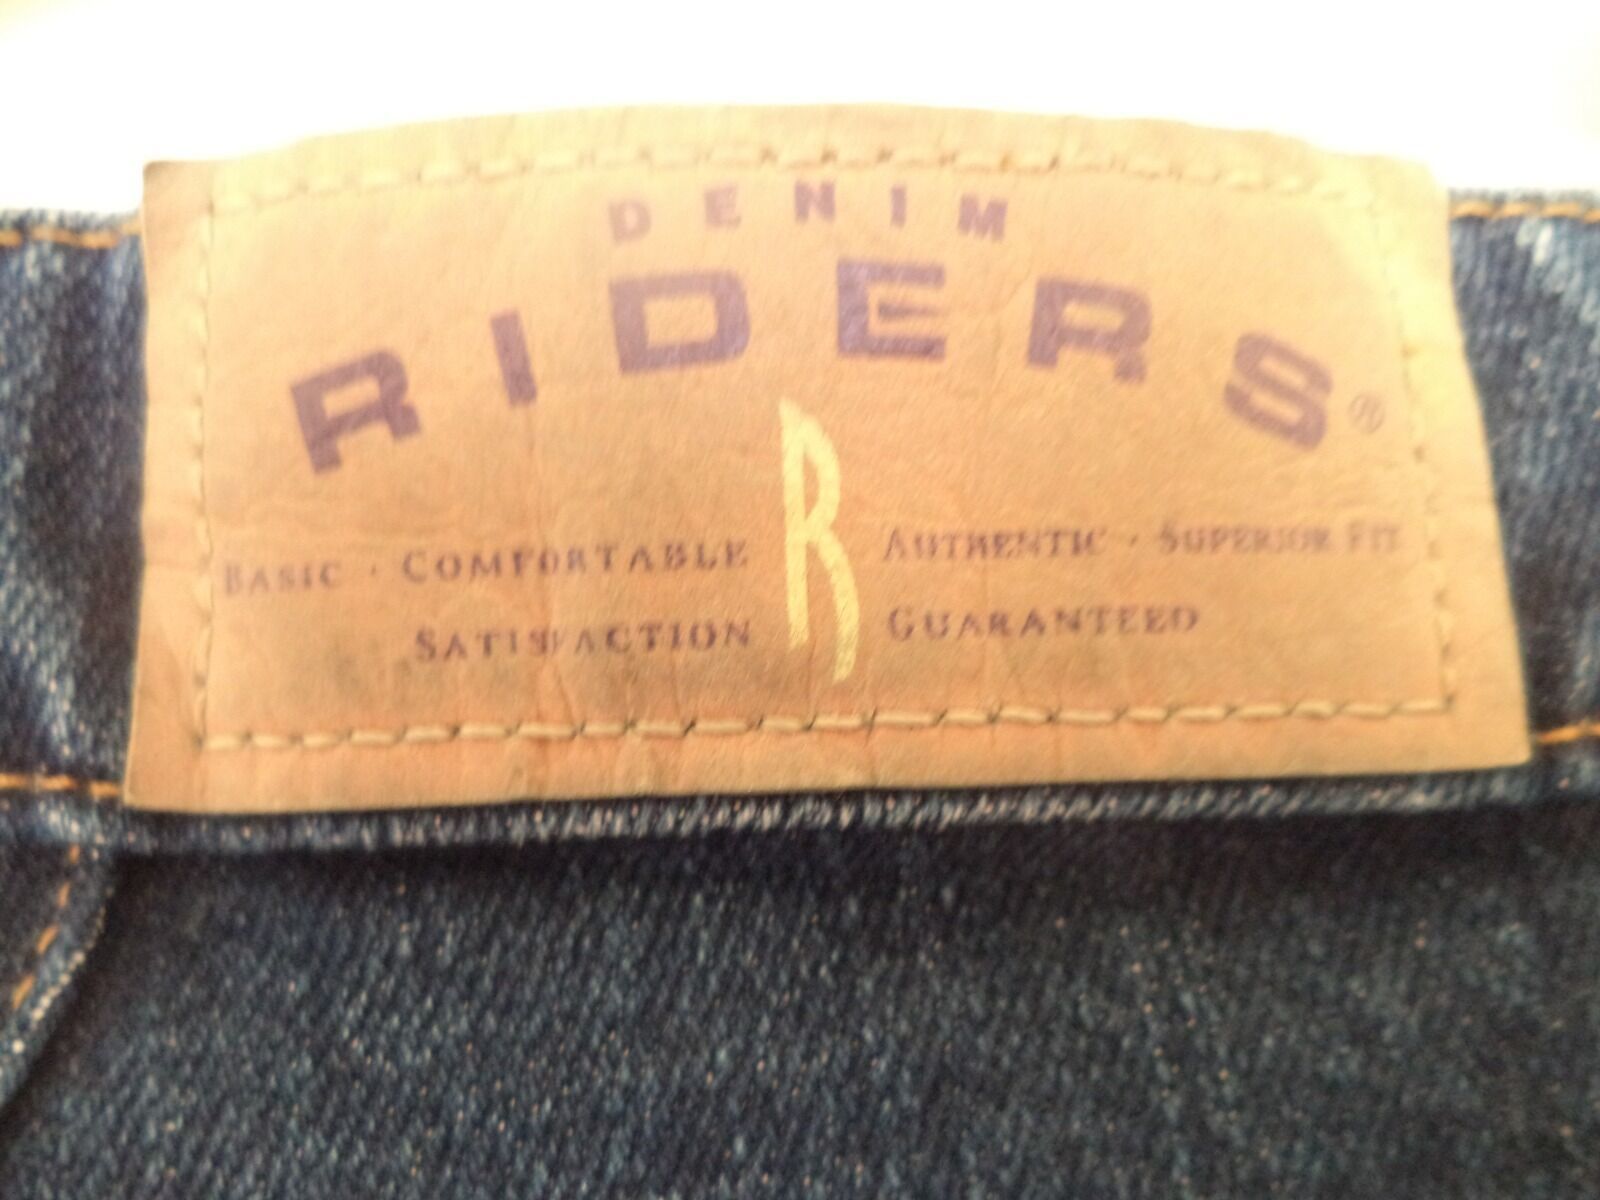 DENIM
RIDERS®
R
BASIC · COMFORTABLE AUTHENTIC · SUPERIOR FIT
SATISFACTION GUARANTEED